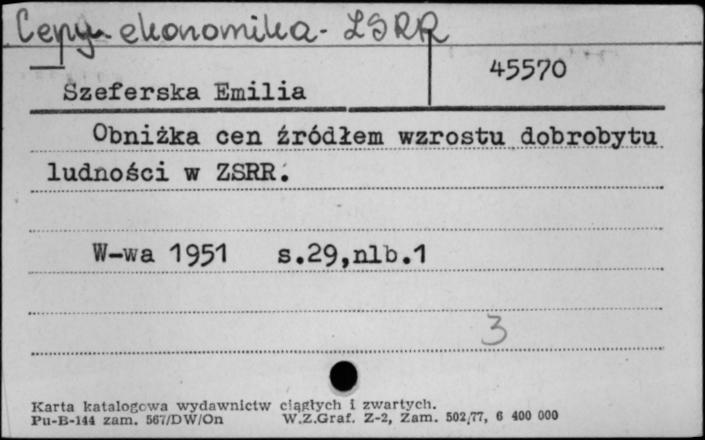 Ceny - ekonomika - ZSRR
45570
Szeferska Emilia
Obniżka cen źródłem wzrostu dobrobytu
ludności w ZSRR.
W-wa 1951 s.29,nlb.1
3
Karta katalogowa wydawnictw ciągłych i zwartych.
Pu-B-144 zam. 567/DW/On W.Z.Graf. Z-2, Zam. 502/77, 6 400 000